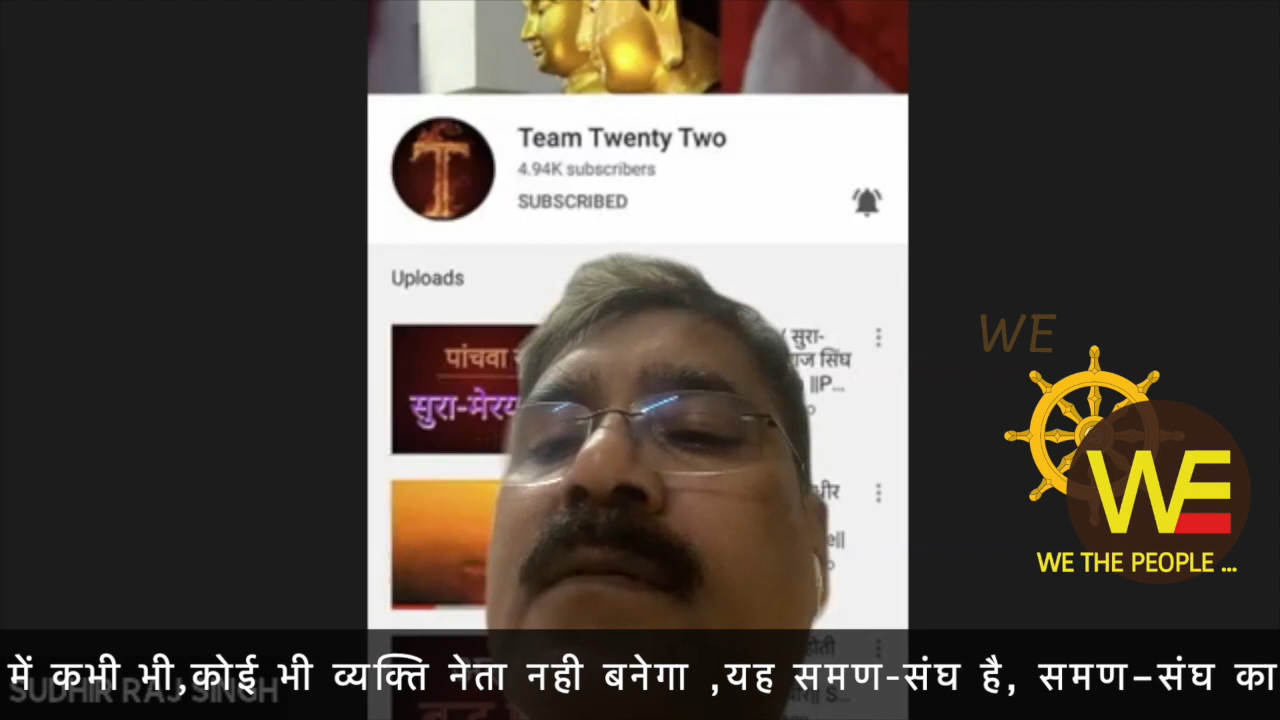 Team Twenty Two
4.94K subscribers
SUBSCRIBED
Uploads
पांचवा
सुरा-मेरय
सुरा-
सिंघ
||P...
WE
WE
WE THE PEOPLE ...
में कभी भी,कोई भी व्यक्ति नेता नही बनेगा ,यह समण-संघ है, समण–संघ का
SUDHIR RAJ SINGH